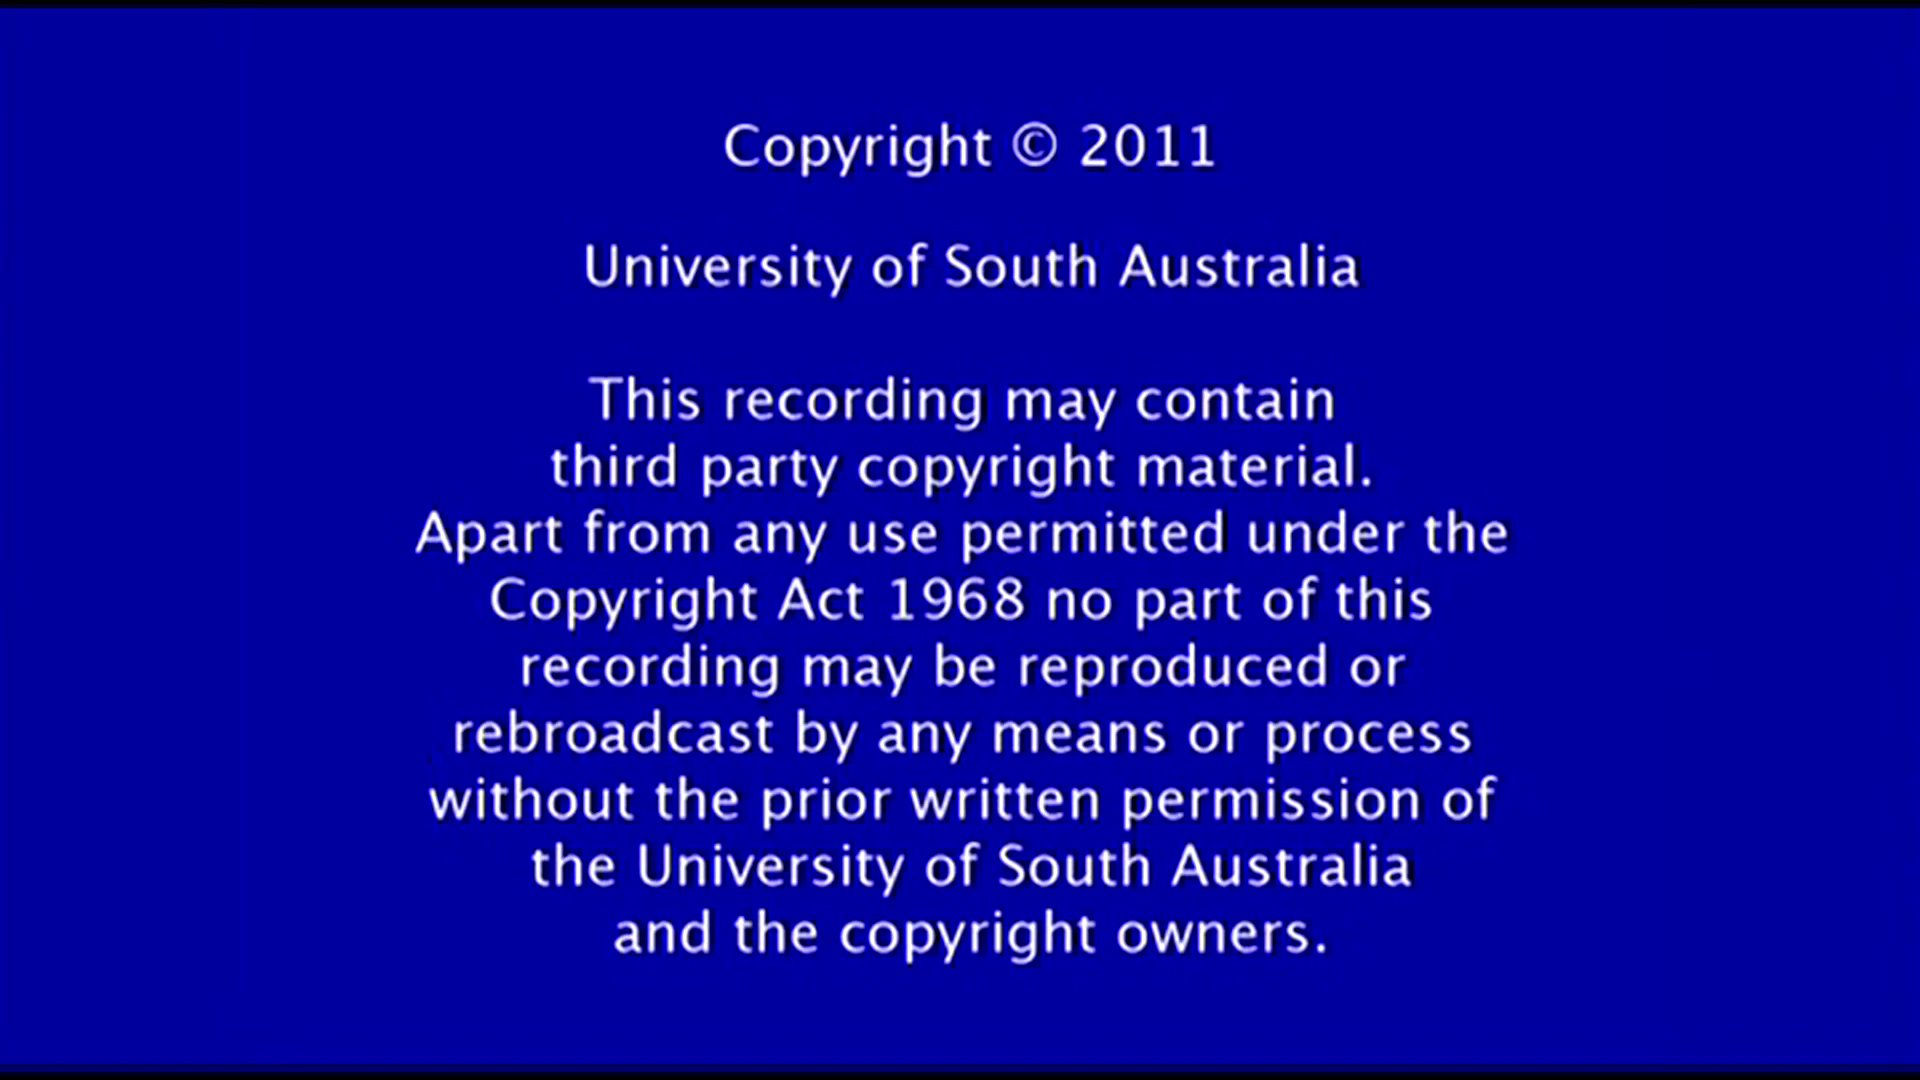 Copyright © 2011
University of South Australia
This recording may contain
third party copyright material.
Apart from any use permitted under the
Copyright Act 1968 no part of this
recording may be reproduced or
rebroadcast by any means or process
without the prior written permission of
the University of South Australia
and the copyright owners.